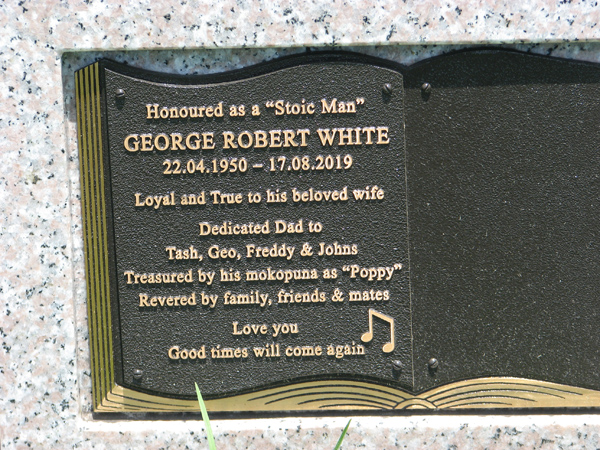 Honoured as a "Stoic Man"
GEORGE ROBERT WHITE
22.04.1950 – 17.08.2019
Loyal and True to his beloved wife
Dedicated Dad to
Tash, Geo, Freddy & Johns
Treasured by his mokopuna as "Poppy"
Revered by family, friends & mates
Love you
Good times will come again